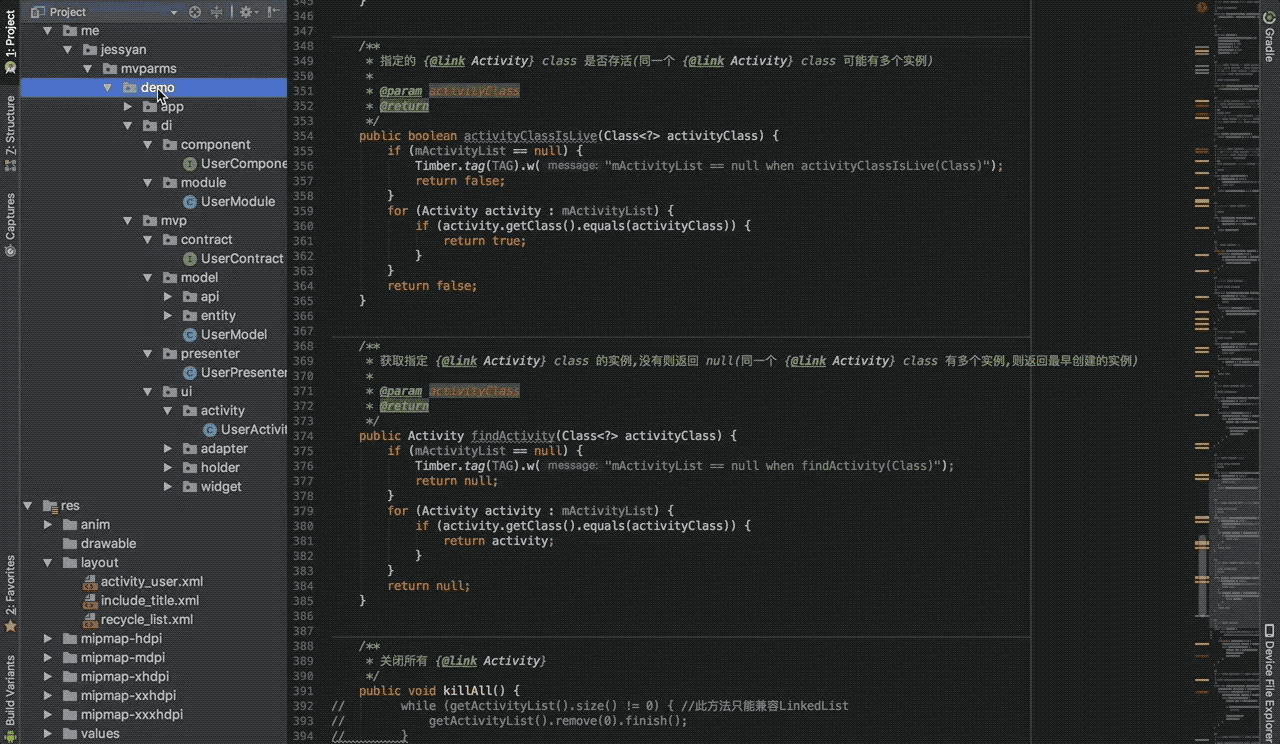 1: Project
Z: Structure
Captures
2: Favorites
Build Variants
Project
me
jessyan
mvparms
demo
app
di
component
UserCompone
module
UserModule
mvp
contract
UserContract
model
api
entity
UserModel
presenter
UserPresenter
ui
activity
UserActivit
adapter
holder
widget
res
anim
drawable
layout
activity_user.xml
include_title.xml
recycle_list.xml
mipmap-hdpi
mipmap-mdpi
mipmap-xhdpi
mipmap-xxhdpi
mipmap-xxxhdpi
values
345 }
346
347
348 /**
349 * 指定的 {@link Activity} class 是否存活(同一个 {@link Activity} class 可能有多个实例)
350 *
351 * @param activityClass
352 * @return
353 */
354 public boolean activityClassIsLive(Class<?> activityClass) {
355 if (mActivityList == null) {
356 Timber.tag(TAG).w( message: "mActivityList == null when activityClassIsLive(Class)");
357 return false;
358 }
359 for (Activity activity : mActivityList) {
360 if (activity.getClass().equals(activityClass)) {
361 return true;
362 }
363 }
364 return false;
365 }
366
367
368 /**
369 * 获取指定 {@link Activity} class 的实例,没有则返回 null(同一个 {@link Activity} class 有多个实例,则返回最早创建的实例)
370 *
371 * @param activityClass
372 * @return
373 */
374 public Activity findActivity(Class<?> activityClass) {
375 if (mActivityList == null) {
376 Timber.tag(TAG).w( message: "mActivityList == null when findActivity(Class)");
377 return null;
378 }
379 for (Activity activity : mActivityList) {
380 if (activity.getClass().equals(activityClass)) {
381 return activity;
382 }
383 }
384 return null;
385 }
386
387
388 /**
389 * 关闭所有 {@link Activity}
390 */
391 public void killAll() {
392 // while (getActivityList().size() != 0) { //此方法只能兼容LinkedList
393 // getActivityList().remove(0).finish();
394 // }
Gradle
Device File Explorer